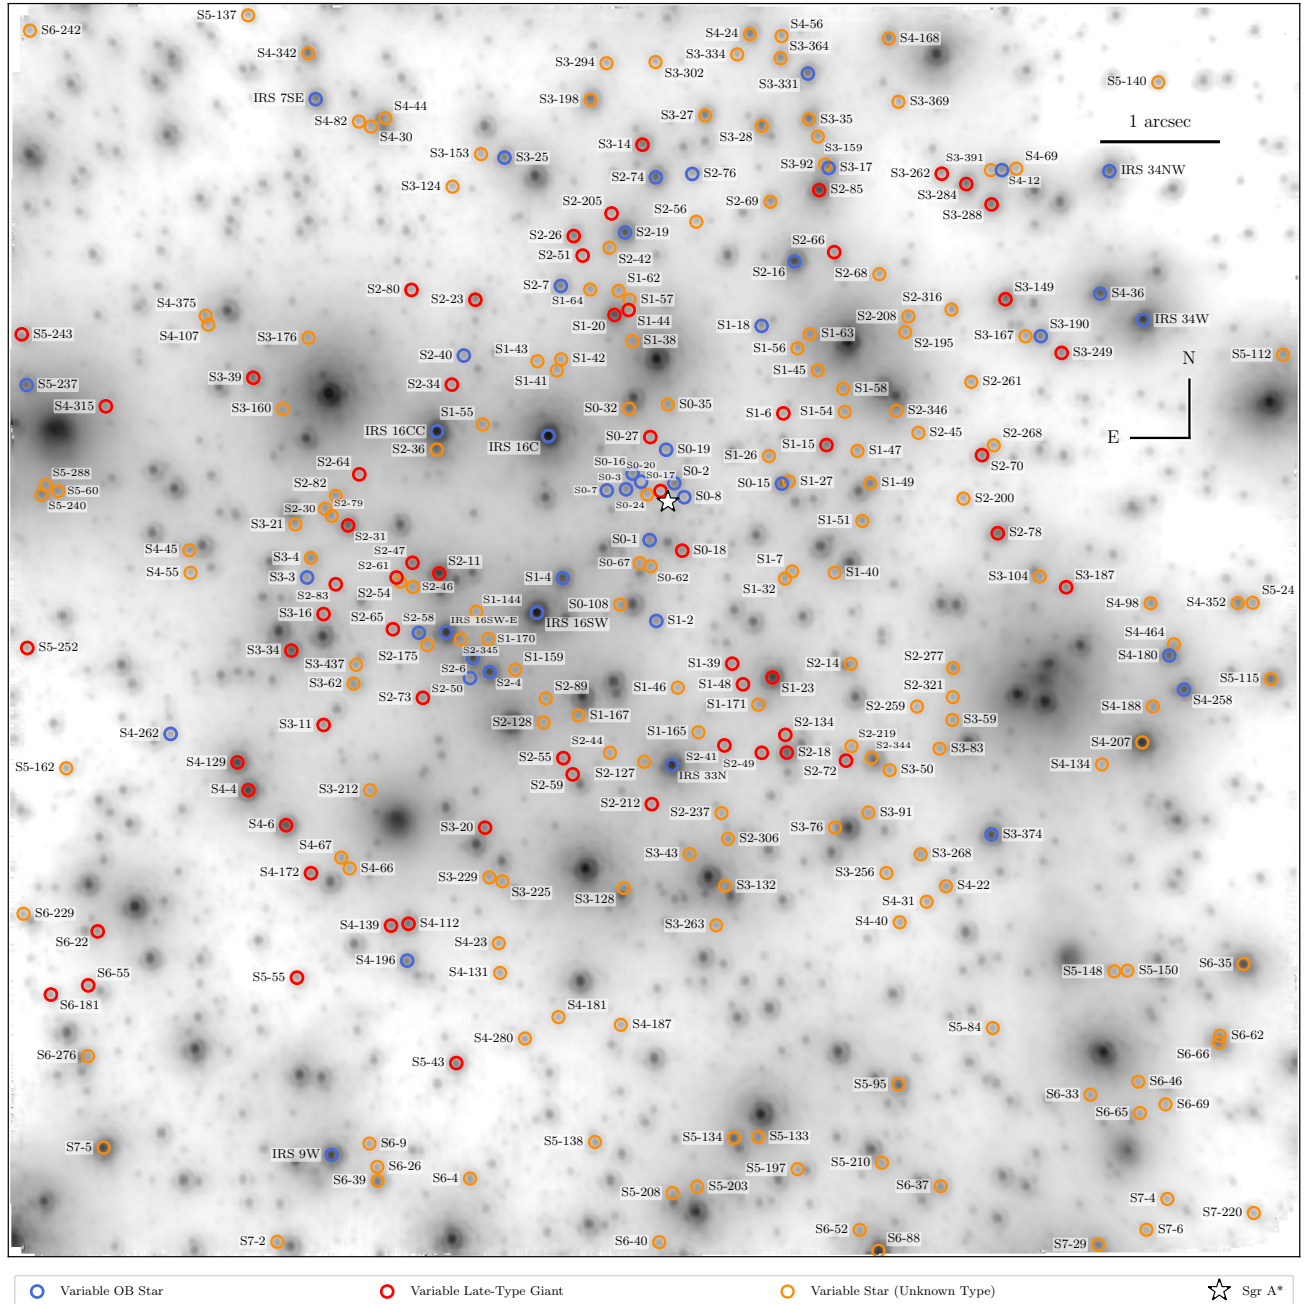 S5-137
S6-242
S4-56
S4-24
S4-168
S4-342
S3-364
S3-334
S3-294
S3-302
S3-331
S5-140
IRS 7SE
S3-198
S3-369
S4-44
S4-82
S4-30
S3-27
S3-28
S3-35
1 arcsec
S3-14
S3-159
S3-153
S3-25
S3-92
S3-17
S3-391
S4-69
S4-12
IRS 34NW
S3-262
S2-74
S2-76
S3-124
S2-85
S3-284
S3-288
S2-205
S2-56
S2-69
S2-26
S2-19
S2-51
S2-42
S2-66
S2-16
S2-68
S1-62
S2-7
S2-80
S1-64
S1-57
S2-23
S3-149
S4-36
S4-375
S2-316
S2-208
IRS 34W
S1-20
S1-44
S1-18
S5-243
S4-107
S3-176
S1-38
S1-63
S2-195
S3-167
S3-190
S1-43
S1-42
S1-56
S3-249
S5-112
N
S2-40
S1-41
S1-45
S3-39
S5-237
S2-34
S1-58
S2-261
S4-315
S3-160
S0-32
S0-35
S1-6
S1-54
S2-346
S1-55
IRS 16CC
IRS 16C
S0-27
S2-45
E
S2-36
S0-19
S1-26
S1-15
S1-47
S2-268
S2-70
S0-16
S0-20
S2-64
S0-3
S0-17
S0-2
S5-288
S5-60
S5-240
S2-82
S0-7
S0-24
S0-8
S0-15
S1-27
S1-49
S2-200
S2-30
S2-79
S3-21
S2-31
S1-51
S2-78
S0-1
S4-45
S2-47
S0-18
S3-4
S2-11
S0-67
S0-62
S1-7
S4-55
S3-3
S2-61
S1-4
S1-32
S1-40
S3-104
S3-187
S5-24
S2-83
S2-54
S2-46
S1-144
S0-108
S4-98
S4-352
S3-16
S2-65
S2-58
IRS 16SW-E
IRS 16SW
S1-2
S5-252
S3-34
S2-175
S1-170
S2-345
S4-464
S4-180
S3-437
S2-6
S1-159
S1-39
S2-14
S2-277
S3-62
S2-50
S2-4
S1-46
S1-48
S1-23
S5-115
S2-73
S2-89
S1-171
S2-321
S2-259
S4-258
S4-188
S3-11
S2-128
S1-167
S3-59
S4-262
S1-165
S2-134
S2-219
S4-207
S2-44
S2-344
S3-83
S2-55
S2-127
S2-41
S2-49
S2-18
S2-72
S3-50
S4-134
S5-162
S4-129
IRS 33N
S2-59
S4-4
S3-212
S2-212
S2-237
S3-91
S4-6
S3-20
S3-76
S2-306
S3-374
S4-67
S3-43
S3-268
S4-66
S4-172
S3-229
S3-225
S3-256
S3-128
S3-132
S4-22
S4-31
S6-229
S4-139
S4-112
S3-263
S4-40
S6-22
S4-23
S4-196
S6-35
S6-55
S5-55
S4-131
S5-148
S5-150
S6-181
S4-181
S4-187
S5-84
S4-280
S6-62
S6-276
S5-43
S6-66
S5-95
S6-46
S6-33
S6-69
S6-65
S5-138
S5-134
S5-133
S7-5
S6-9
IRS 9W
S6-26
S5-197
S5-210
S6-39
S6-4
S5-208
S5-203
S6-37
S7-4
S7-220
S6-52
S7-6
S7-2
S6-40
S6-88
S7-29
Variable OB Star
Variable Late-Type Giant
Variable Star (Unknown Type)
Sgr A*